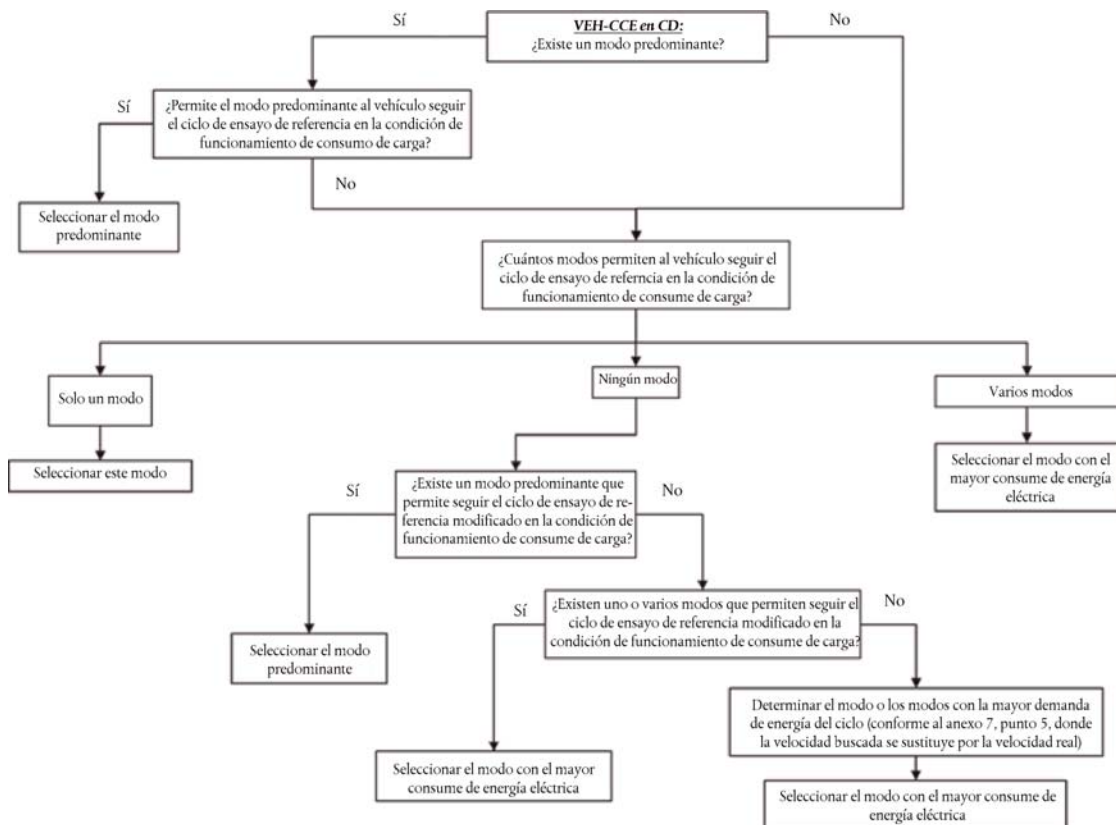 Sí
VEH-CCE en CD:
¿Existe un modo predominante?
No
Sí
¿Permite el modo predominante al vehículo seguir
el ciclo de ensayo de referencia en la condición de
funcionamiento de consumo de carga?
No
Seleccionar el modo
predominante
¿Cuántos modos permiten al vehículo seguir el
ciclo de ensayo de referncia en la condición de
funcionamiento de consume de carga?
Solo un modo
Ningún modo
Varios modos
Seleccionar este modo
Seleccionar el modo con el
mayor consume de energía
eléctrica
Sí
¿Existe un modo predominante que
permite seguir el ciclo de ensayo de re-
ferencia modificado en la condición de
funcionamiento de consume de carga?
No
Sí
¿Existen uno o varios modos que permiten seguir el
ciclo de ensayo de referencia modificado en la
condición de funcionamiento de consume de carga?
No
Seleccionar el modo
predominante
Determinar el modo o los modos con la mayor demanda
de energía del ciclo (conforme al anexo 7, punto 5, donde
la velocidad buscada se sustituye por la velocidad real)
Seleccionar el modo con el mayor
consume de energía eléctrica
Seleccionar el modo con el mayor consume de
energía eléctrica